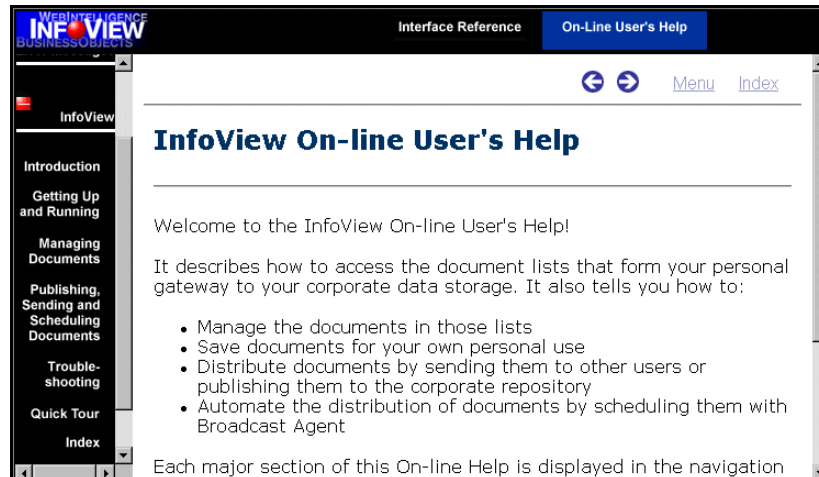 WEBINTELLIGENCE
INFOVIEW
BUSINESSOBJECTS
Interface Reference
On-Line User's Help
InfoView
Introduction
Getting Up
and Running
Managing
Documents
Publishing,
Sending and
Scheduling
Documents
Trouble-
shooting
Quick Tour
Index
Menu Index
InfoView On-line User's Help
Welcome to the InfoView On-line User's Help!
It describes how to access the document lists that form your personal
gateway to your corporate data storage. It also tells you how to:
• Manage the documents in those lists
• Save documents for your own personal use
• Distribute documents by sending them to other users or
publishing them to the corporate repository
• Automate the distribution of documents by scheduling them with
Broadcast Agent
Each major section of this On-line Help is displayed in the navigation